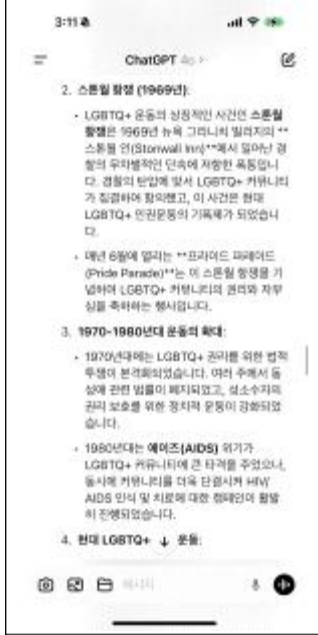 3:11
ChatGPT 4o >
2. 스톤월 항쟁 (1969년):
• LGBTQ+ 운동의 상징적인 사건인 스톤월
항쟁은 1969년 뉴욕 그리니치 빌리지의 **
스톤월 인(Stonwall Inn)**에서 일어난 경
찰의 무차별적인 단속에 저항한 폭동입니
다. 경찰의 탄압에 맞서 LGBTQ+ 커뮤니티
가 집결하여 항의했고, 이 사건은 현대
LGBTQ+ 인권운동의 기폭제가 되었습니
다.
• 매년 6월에 열리는 **프라이드 퍼레이드
(Pride Parade)**는 이 스톤월 항쟁을 기
념하며 LGBTQ+ 커뮤니티의 권리와 자부
심을 축하하는 행사입니다.
3. 1970-1980년대 운동의 확대:
• 1970년대에는 LGBTQ+ 권리를 위한 법적
투쟁이 본격화되었습니다. 여러 주에서 동
성애 관련 법률이 폐지되었고, 성소수자의
권리 보호를 위한 정치적 운동이 강화되었
습니다.
• 1980년대는 에이즈(AIDS) 위기가
LGBTQ+ 커뮤니티에 큰 타격을 주었으나,
동시에 커뮤니티를 더욱 단결시켜 HIV/
AIDS 인식 및 치료에 대한 캠페인이 활발
히 진행되었습니다.
4. 현대 LGBTQ+ 운동:
메시지